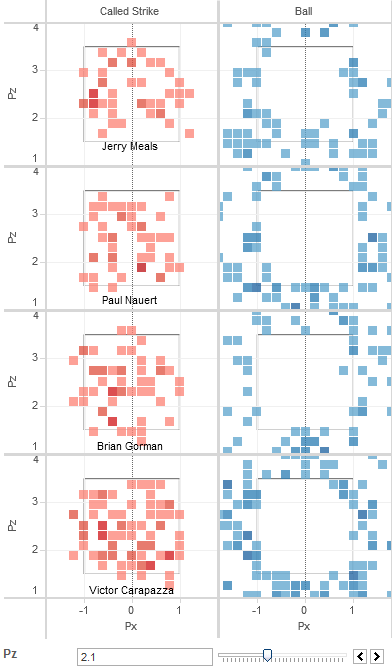 Called Strike Ball
4
3
2
1
Pz
Jerry Meals
4
3
2
1
Pz
Paul Nauert
4
3
2
1
Pz
Brian Gorman
4
3
2
1
Pz
Victor Carapazza
-1 0 1 -1 0 1
Px Px
Pz 2.1